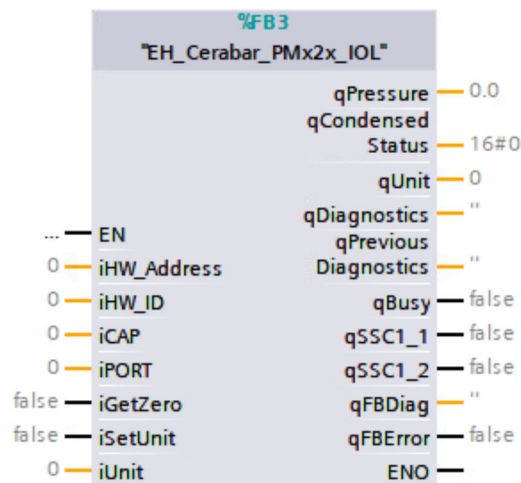 %FB3
"EH_Cerabar_PMx2x_IOL"
qPressure 0.0
qCondensed
Status 16#0
qUnit 0
qDiagnostics ''
... EN
qPrevious
Diagnostics ''
0 iHW_Address
0 iHW_ID qBusy false
0 iCAP qSSC1_1 false
0 iPORT qSSC1_2 false
false iGetZero qFBDiag ''
false iSetUnit qFBError false
0 iUnit ENO